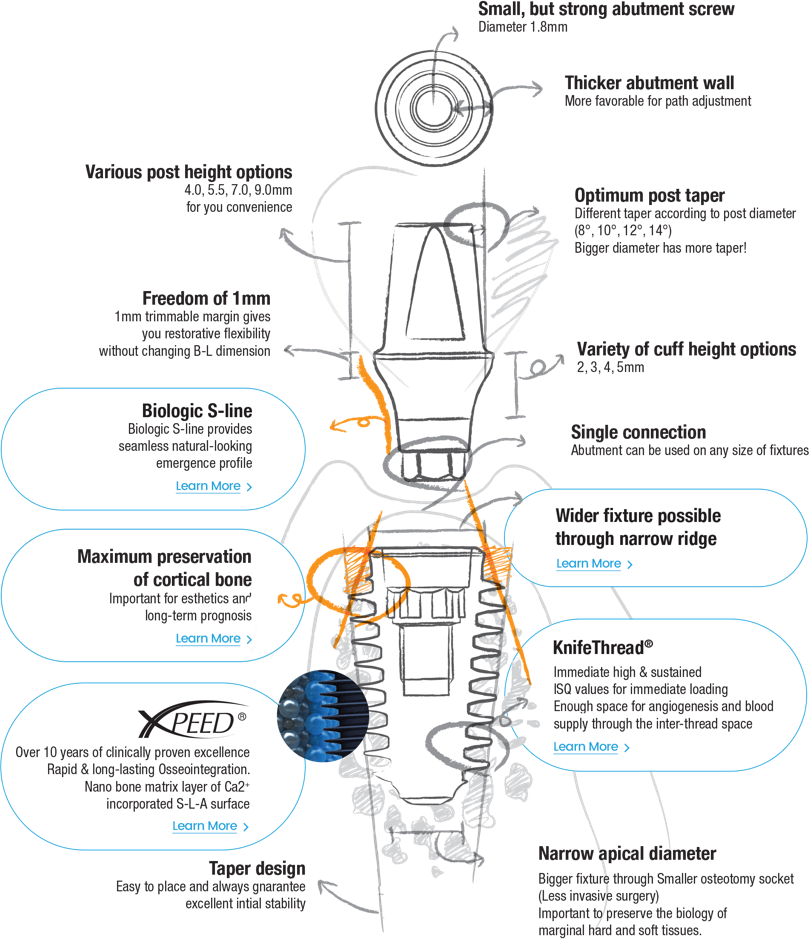 Small, but strong abutment screw
Diameter 1.8mm
Thicker abutment wall
More favorable for path adjustment
Various post height options
4.0, 5.5, 7.0, 9.0mm
for you convenience
Optimum post taper
Different taper according to post diameter
(8°, 10°, 12°, 14°)
Bigger diameter has more taper!
Freedom of 1mm
1mm trimmable margin gives
you restorative flexibility
without changing B-L dimension
Variety of cuff height options
2, 3, 4, 5mm
Biologic S-line
Biologic S-line provides
seamless natural-looking
emergence profile
Learn More >
Single connection
Abutment can be used on any size of fixtures
Wider fixture possible
through narrow ridge
Learn More >
Maximum preservation
of cortical bone
Important for esthetics an
long-term prognosis
Learn More >
KnifeThread®
Immediate high & sustained
ISQ values for immediate loading
Enough space for angiogenesis and blood
supply through the inter-thread space
Learn More >
XPEED®
Over 10 years of clinically proven excellence
Rapid & long-lasting Osseointegration.
Nano bone matrix layer of Ca2+
incorporated S-L-A surface
Learn More >
Taper design
Easy to place and always gnarantee
excellent intial stability
Narrow apical diameter
Bigger fixture through Smaller osteotomy socket
(Less invasive surgery)
Important to preserve the biology of
marginal hard and soft tissues.